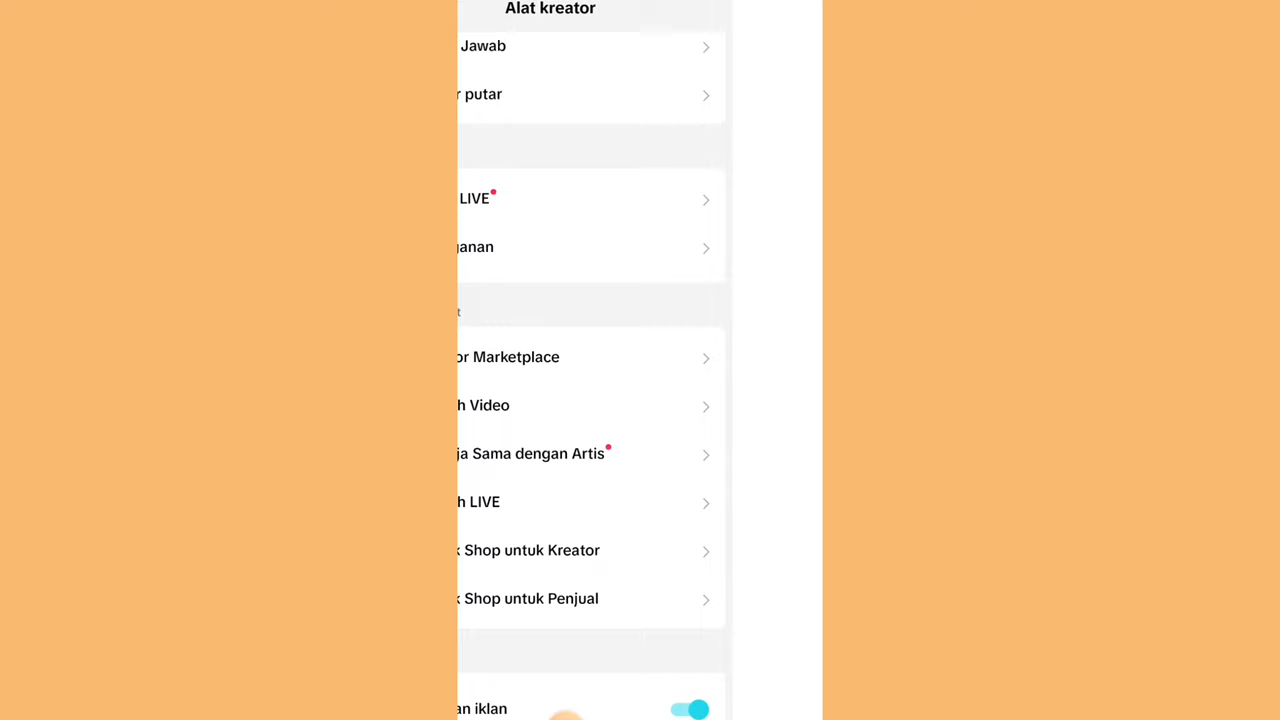 Alat kreator
Jawab
r putar
LIVE
ganan
t
or Marketplace
h Video
ja Sama dengan Artis
h LIVE
k Shop untuk Kreator
k Shop untuk Penjual
an iklan